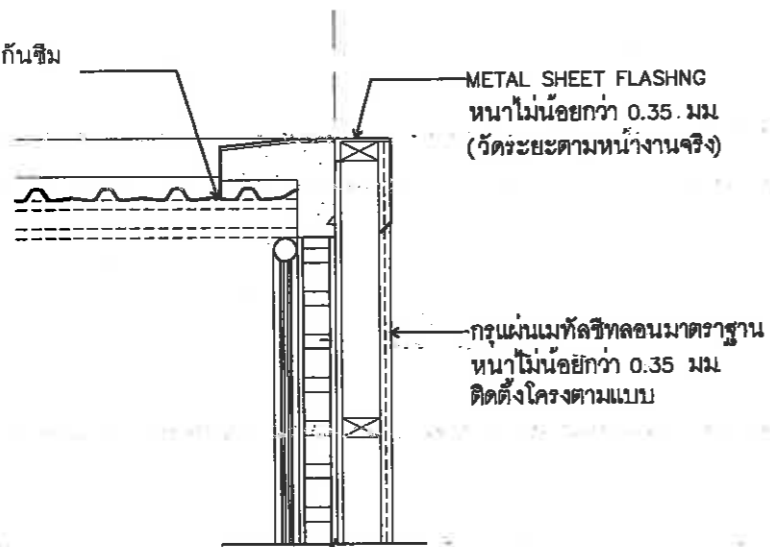 กันซึม
METAL SHEET FLASHNG
หนาไม่น้อยกว่า 0.35 มม.
(วัดระยะตามหน้างานจริง)
กรุแผ่นเมทัลชีทลอนมาตราฐาน
หนาไม่น้อยกว่า 0.35 มม.
ติดตั้งโครงตามแบบ